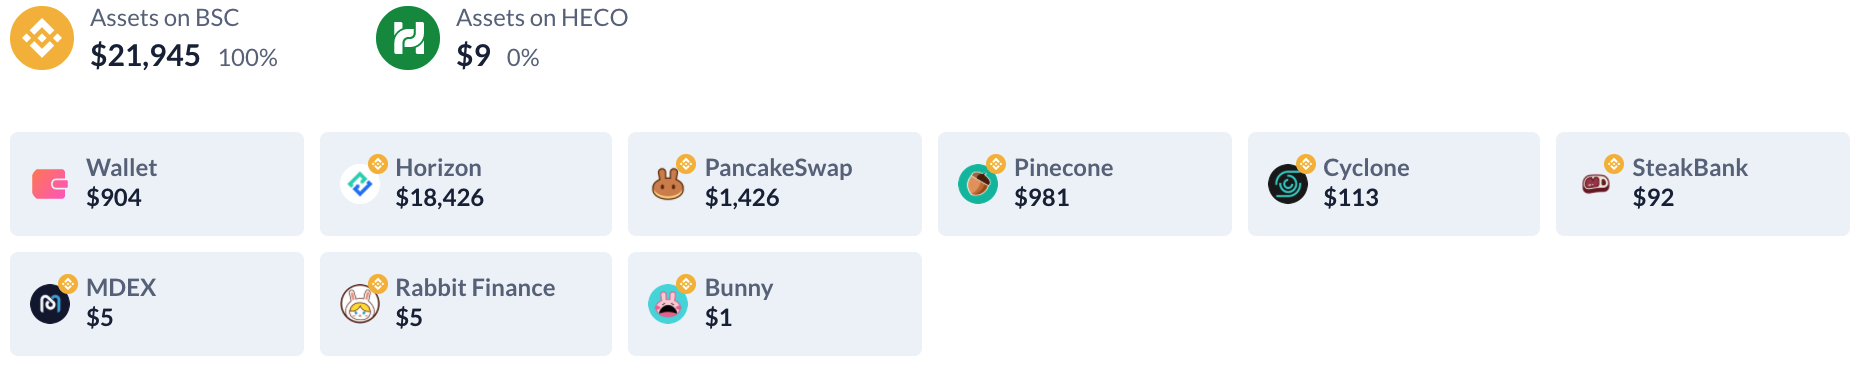 Assets on BSC
$21,945 100%
Assets on HECO
$9 0%
Wallet
$904
Horizon
$18,426
PancakeSwap
$1,426
Pinecone
$981
Cyclone
$113
SteakBank
$92
MDEX
$5
Rabbit Finance
$5
Bunny
$1